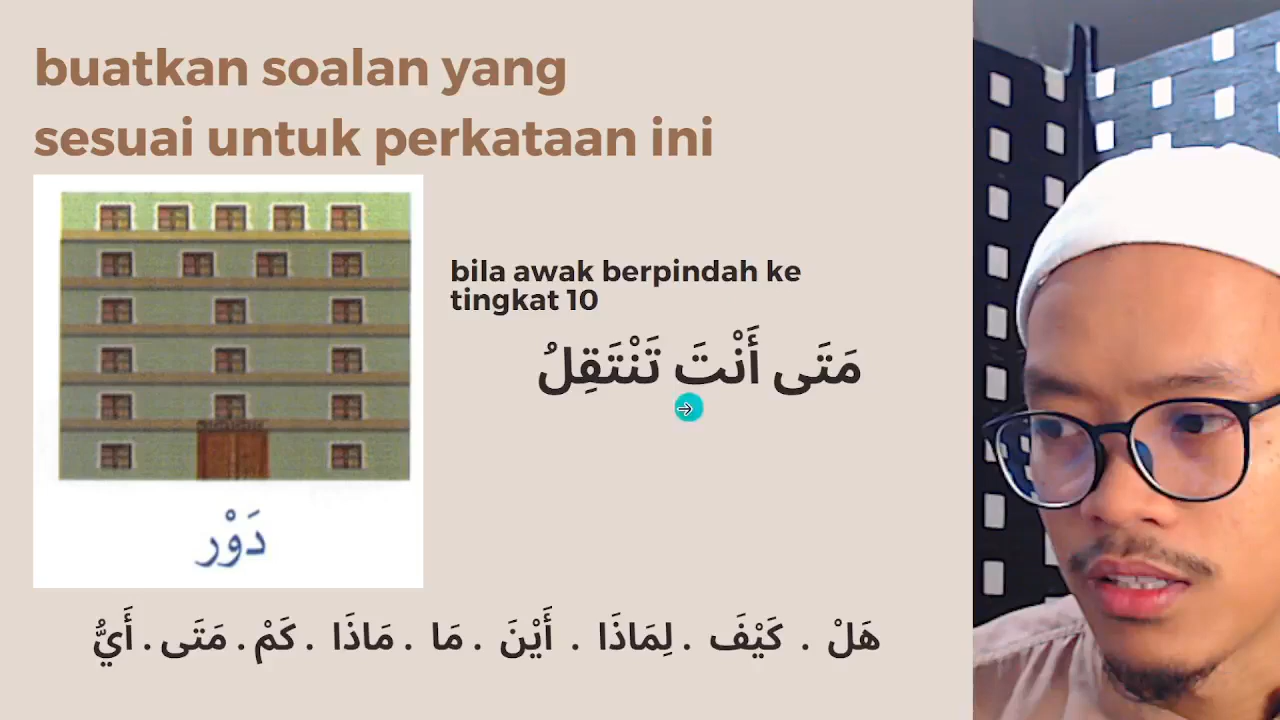 buatkan soalan yang
sesuai untuk perkataan ini
bila awak berpindah ke
tingkat 10
مَتَى أَنْتَ تَنْتَقِلُ
دَوْر
هَلْ . كَيْفَ . لِمَاذَا . أَيْنَ . مَا . مَاذَا . كَمْ . مَتَى . أَيُّ